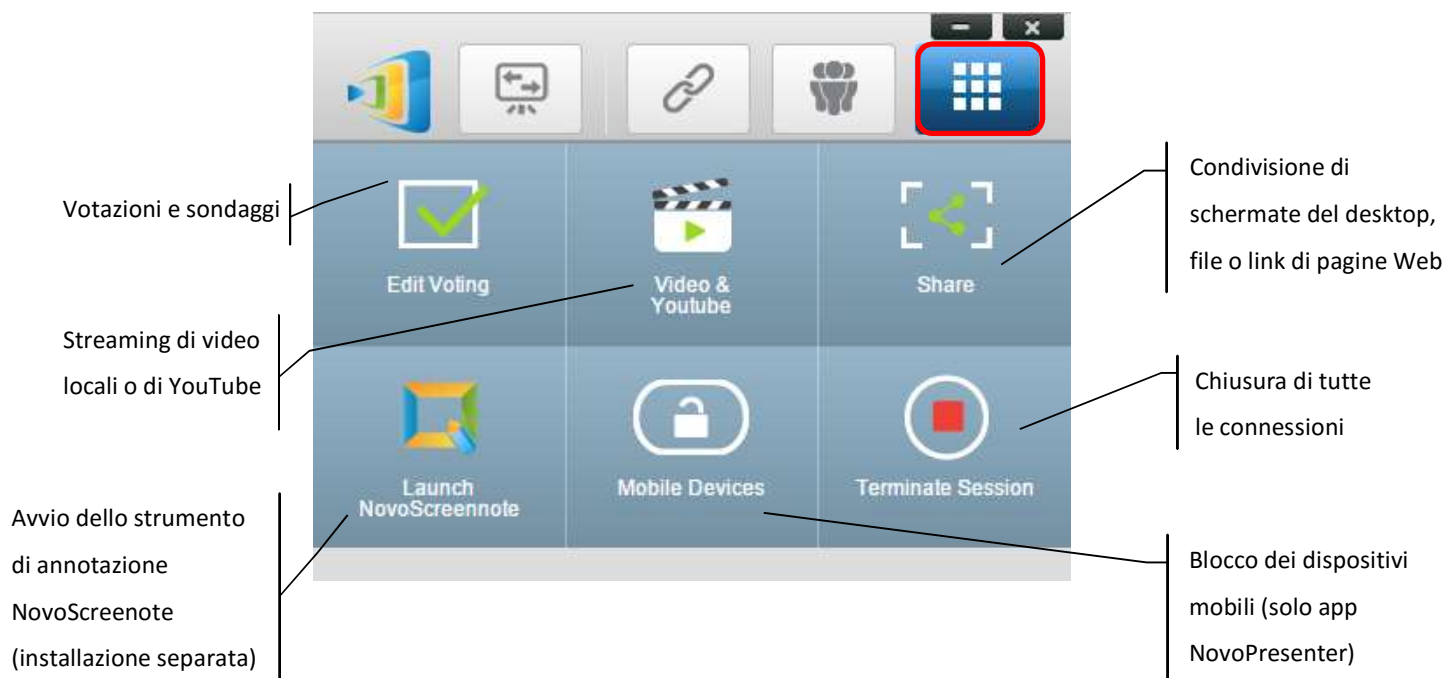 Votazioni e sondaggi
Edit Voting
Video &
Youtube
Share
Condivisione di
schermate del desktop,
file o link di pagine Web
Streaming di video
locali o di YouTube
Launch
NovoScreennote
Mobile Devices
Terminate Session
Chiusura di tutte
le connessioni
Avvio dello strumento
di annotazione
NovoScreenote
(installazione separata)
Blocco dei dispositivi
mobili (solo app
NovoPresenter)